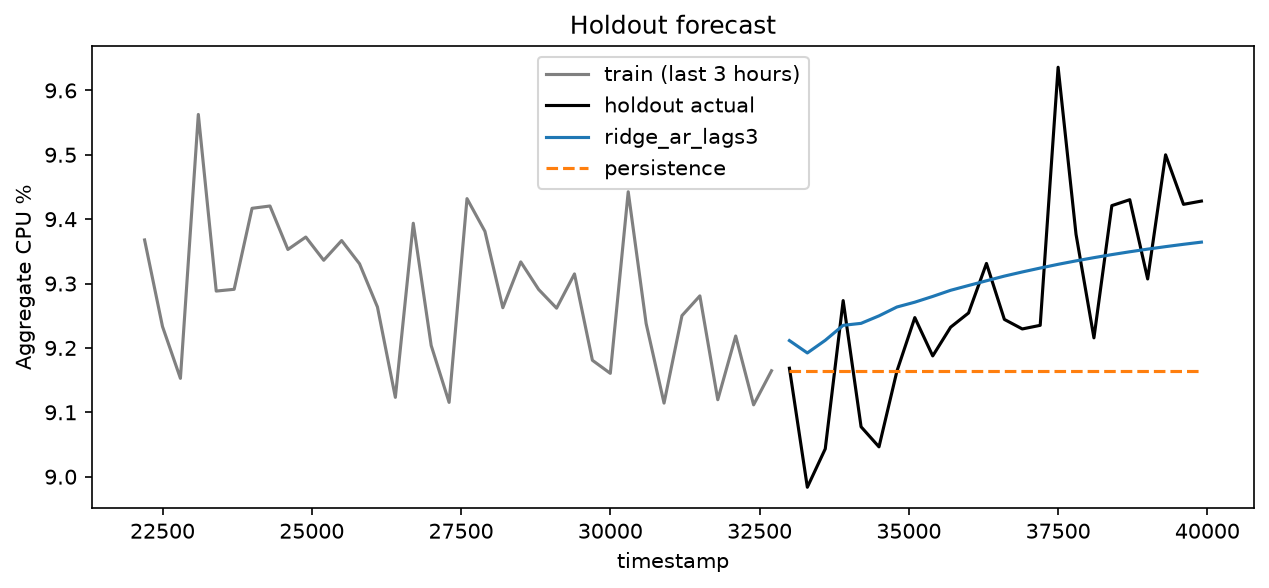 Holdout forecast
train (last 3 hours)
holdout actual
ridge_ar_lags3
persistence
Aggregate CPU %
9.6
9.5
9.4
9.3
9.2
9.1
9.0
22500 25000 27500 30000 32500 35000 37500 40000
timestamp